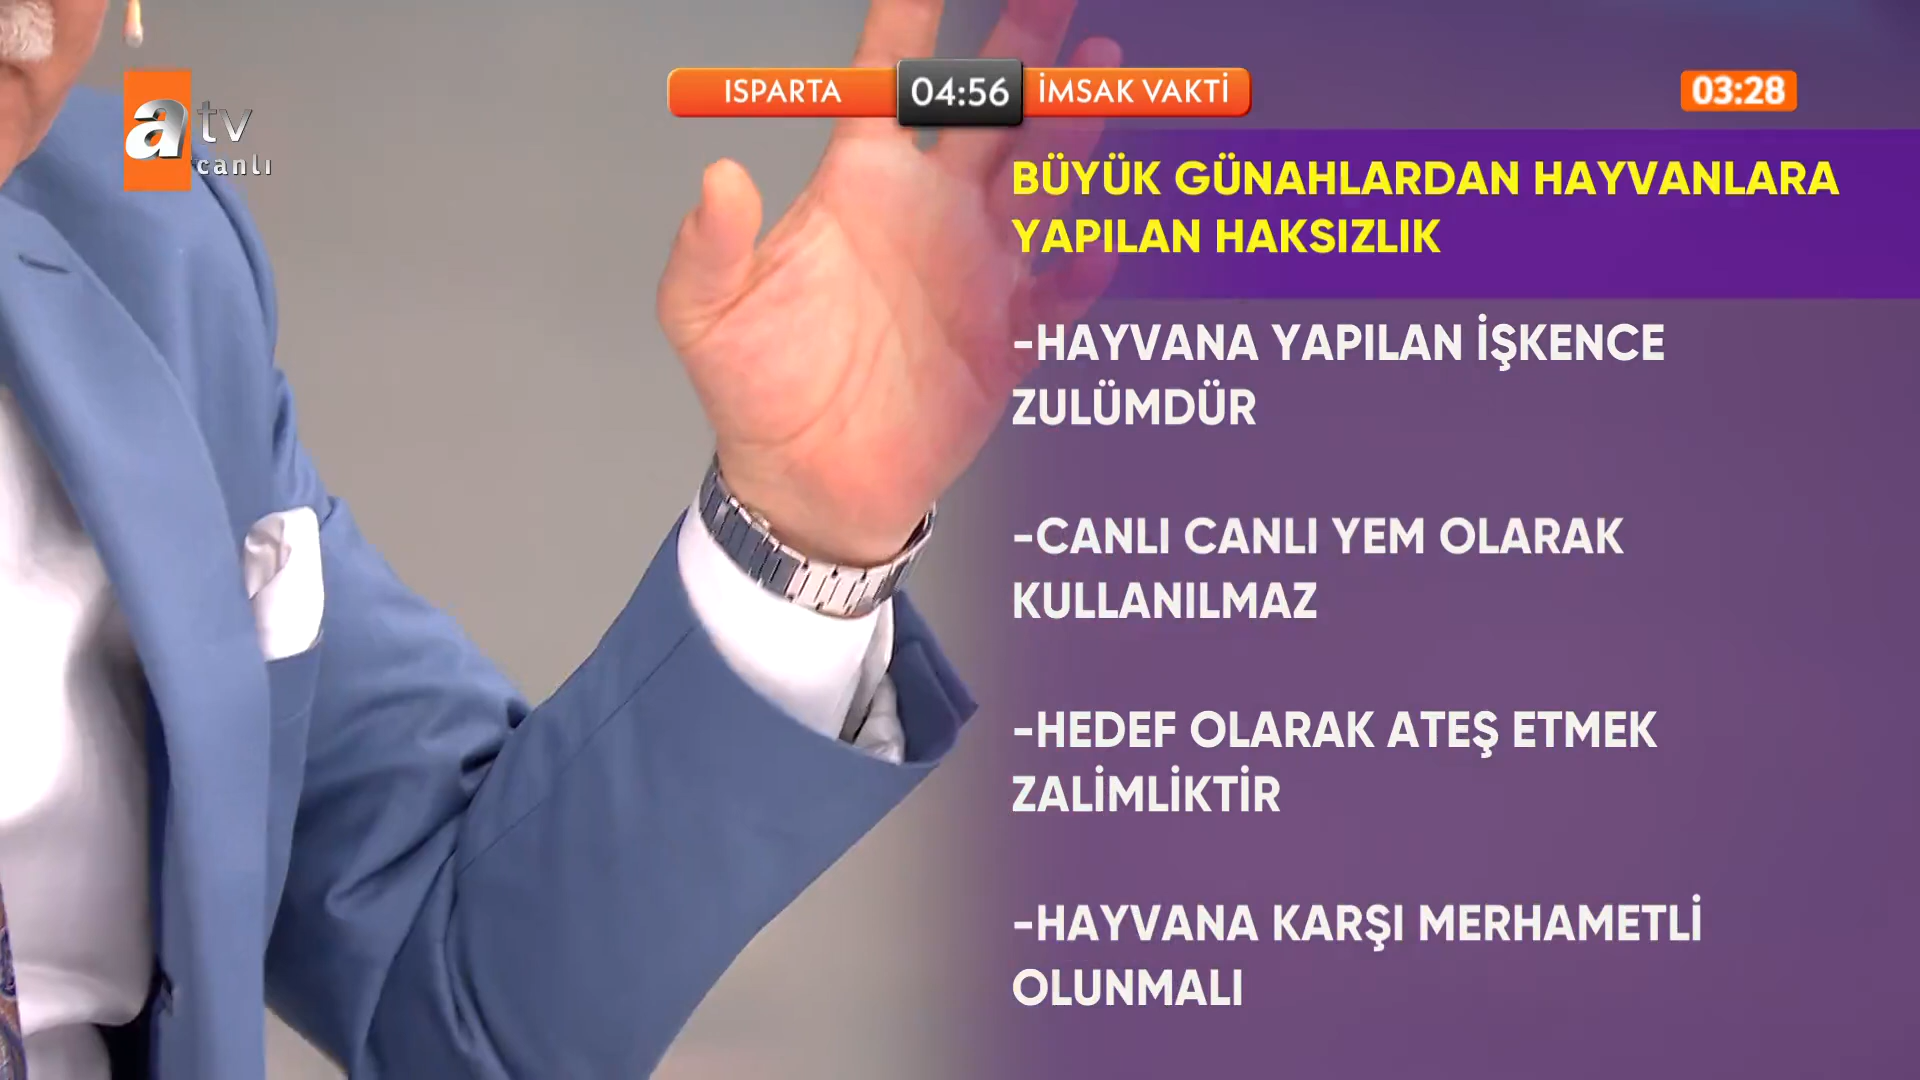 ISPARTA 04:56 İMSAK VAKTİ
03:28
atv
canlı
BÜYÜK GÜNAHLARDAN HAYVANLARA
YAPILAN HAKSIZLIK
-HAYVANA YAPILAN İŞKENCE
ZULÜMDÜR
-CANLI CANLI YEM OLARAK
KULLANILMAZ
-HEDEF OLARAK ATEŞ ETMEK
ZALİMLİKTİR
-HAYVANA KARŞI MERHAMETLİ
OLUNMALI